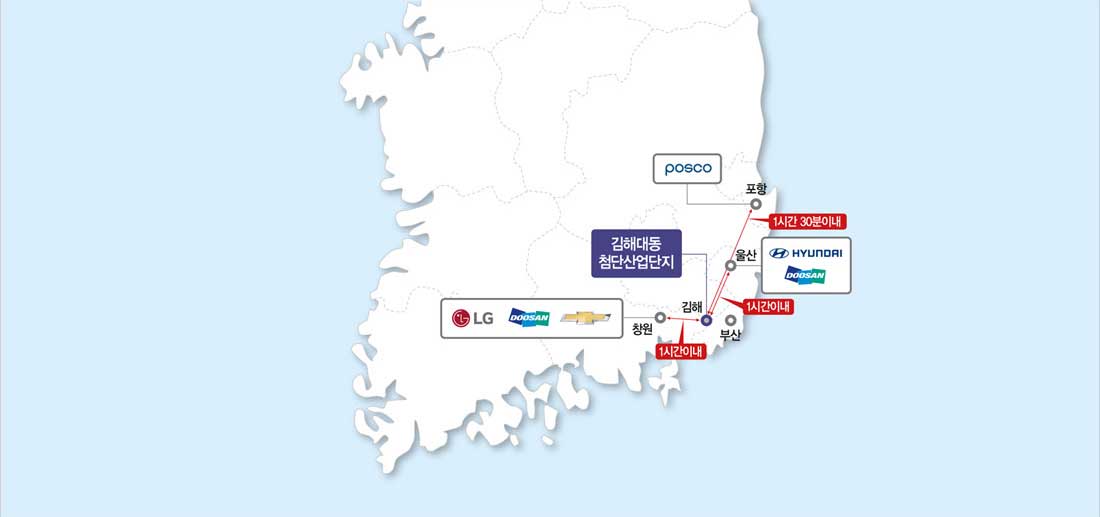 posco
포항
1시간 30분이내
김해대동
첨단산업단지
울산
HYUNDAI
DOOSAN
김해
1시간이내
LG
DOOSAN
창원
부산
1시간이내